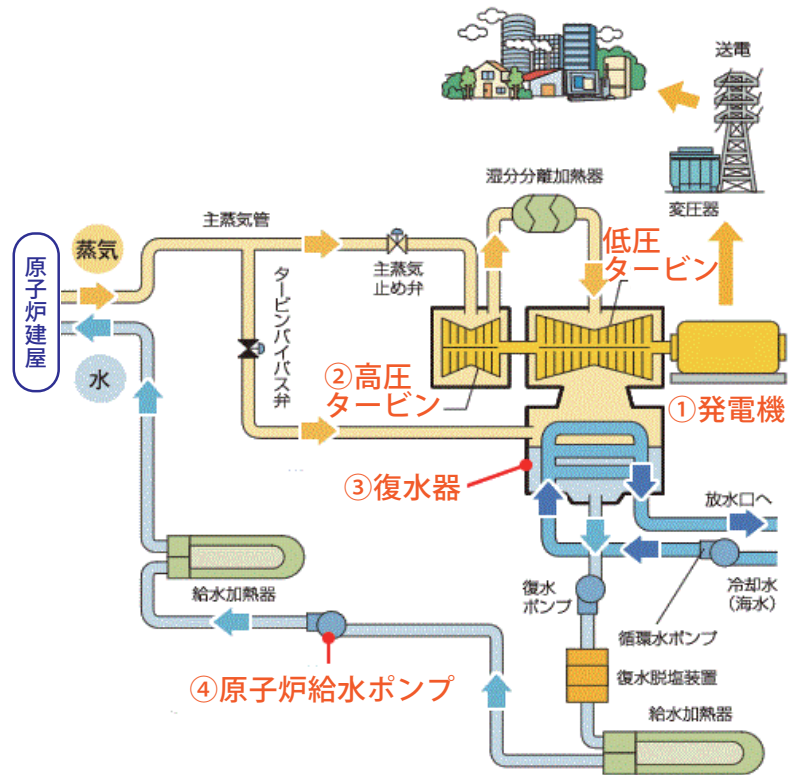 送電
湿分分離加熱器
変圧器
主蒸気管
低圧
タービン
蒸気
原子炉建屋
主蒸気
止め弁
タービンバイパス弁
水
②高圧
タービン
①発電機
③復水器
放水口へ
給水加熱器
復水
ポンプ
冷却水
（海水）
循環水ポンプ
④原子炉給水ポンプ
復水脱塩装置
給水加熱器